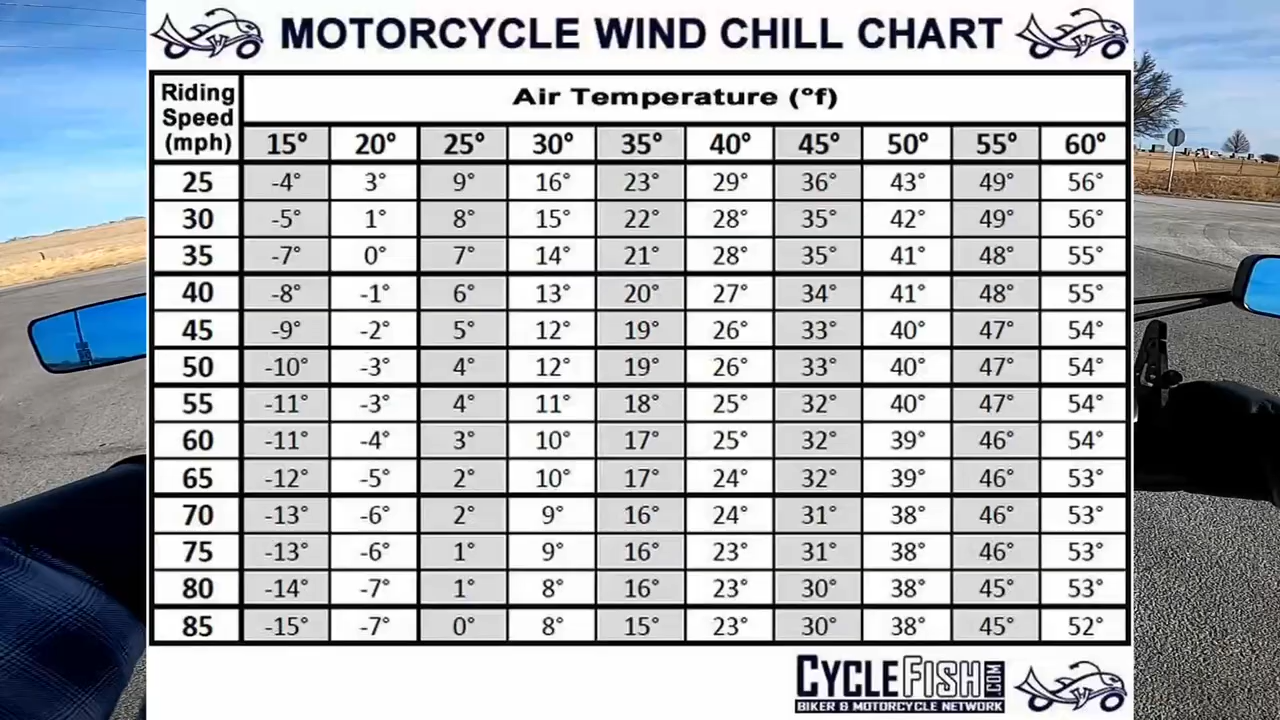 MOTORCYCLE WIND CHILL CHART
Riding Speed (mph)
Air Temperature (°f)
15° 20° 25° 30° 35° 40° 45° 50° 55° 60°
25 -4° 3° 9° 16° 23° 29° 36° 43° 49° 56°
30 -5° 1° 8° 15° 22° 28° 35° 42° 49° 56°
35 -7° 0° 7° 14° 21° 28° 35° 41° 48° 55°
40 -8° -1° 6° 13° 20° 27° 34° 41° 48° 55°
45 -9° -2° 5° 12° 19° 26° 33° 40° 47° 54°
50 -10° -3° 4° 12° 19° 26° 33° 40° 47° 54°
55 -11° -3° 4° 11° 18° 25° 32° 40° 47° 54°
60 -11° -4° 3° 10° 17° 25° 32° 39° 46° 54°
65 -12° -5° 2° 10° 17° 24° 32° 39° 46° 53°
70 -13° -6° 2° 9° 16° 24° 31° 38° 46° 53°
75 -13° -6° 1° 9° 16° 23° 31° 38° 46° 53°
80 -14° -7° 1° 8° 16° 23° 30° 38° 45° 53°
85 -15° -7° 0° 8° 15° 23° 30° 38° 45° 52°
CYCLEFISH.COM
BIKER & MOTORCYCLE NETWORK